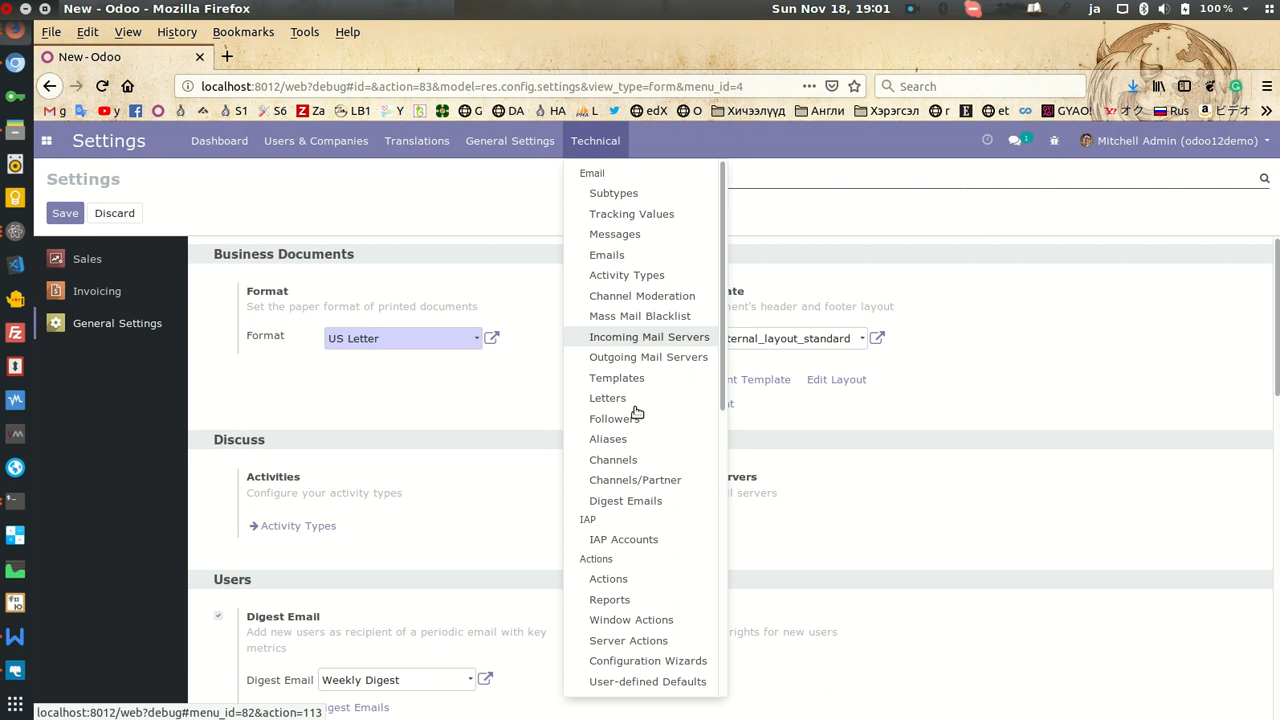 New - Odoo - Mozilla Firefox
Sun Nov 18, 19:01
ja
100 %
File Edit View History Bookmarks Tools Help
New - Odoo
localhost:8012/web?debug#id=&action=83&model=res.config.settings&view_type=form&menu_id=4
Search
M g
S1
S6
Za
LB1
y
G
DA
HA
L
edX
O
Хичээлүүд
Англи
Хэрэгсэл
r
et
GYAO!
オク…
Rus
ビデオ
Settings
Dashboard
Users & Companies
Translations
General Settings
Technical
1
Mitchell Admin (odoo12demo)
Settings
Save
Discard
Sales
Invoicing
General Settings
Business Documents
Format
Set the paper format of printed documents
Format
US Letter
ate
ent's header and footer layout
ternal_layout_standard
nt Template
Edit Layout
Discuss
Activities
Configure your activity types
Activity Types
rvers
il servers
Users
Digest Email
Add new users as recipient of a periodic email with key
metrics
rights for new users
Digest Email
Weekly Digest
igest Emails
Email
Subtypes
Tracking Values
Messages
Emails
Activity Types
Channel Moderation
Mass Mail Blacklist
Incoming Mail Servers
Outgoing Mail Servers
Templates
Letters
Followers
Aliases
Channels
Channels/Partner
Digest Emails
IAP
IAP Accounts
Actions
Actions
Reports
Window Actions
Server Actions
Configuration Wizards
User-defined Defaults
localhost:8012/web?debug#menu_id=82&action=113